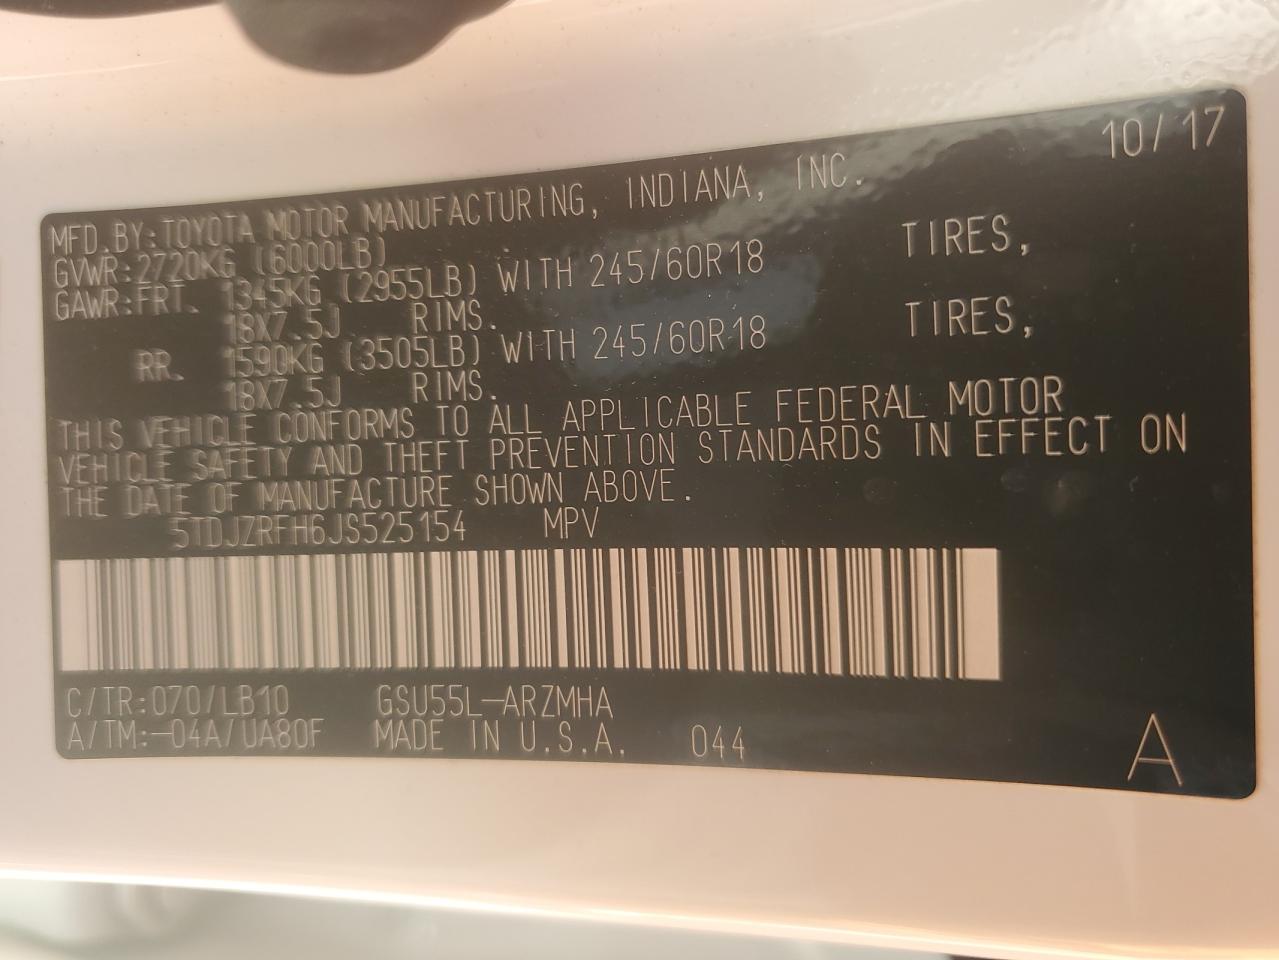 10/17
MFD.BY:TOYOTA MOTOR MANUFACTURING, INDIANA, INC.
GVWR:2720KG (6000LB)
GAWR:FRT. 1345KG (2955LB) WITH 245/60R18 TIRES,
18X7.5J RIMS.
RR. 1590KG (3505LB) WITH 245/60R18 TIRES,
18X7.5J RIMS.
THIS VEHICLE CONFORMS TO ALL APPLICABLE FEDERAL MOTOR
VEHICLE SAFETY AND THEFT PREVENTION STANDARDS IN EFFECT ON
THE DATE OF MANUFACTURE SHOWN ABOVE.
5TDJZRFH6JS525154 MPV
C/TR:070/LB10 GSU55L-ARZMHA
A/TM:-04A/UA80F MADE IN U.S.A. 044
A